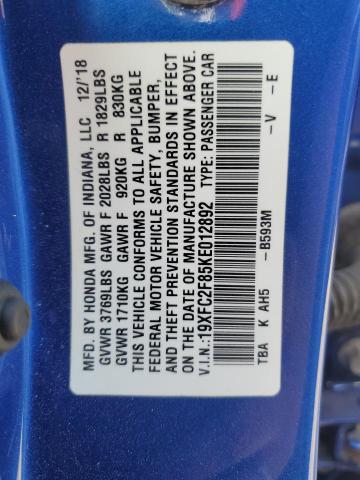 MFD. BY HONDA MFG. OF INDIANA, LLC 12/'18
GVWR 3769LBS GAWR F 2028LBS R 1829LBS
GVWR 1710KG GAWR F 920KG R 830KG
THIS VEHICLE CONFORMS TO ALL APPLICABLE
FEDERAL MOTOR VEHICLE SAFETY, BUMPER,
AND THEFT PREVENTION STANDARDS IN EFFECT
ON THE DATE OF MANUFACTURE SHOWN ABOVE.
V.I.N.:19XFC2F85KE012892 TYPE: PASSENGER CAR
TBA K AH5 -B593M -V -E